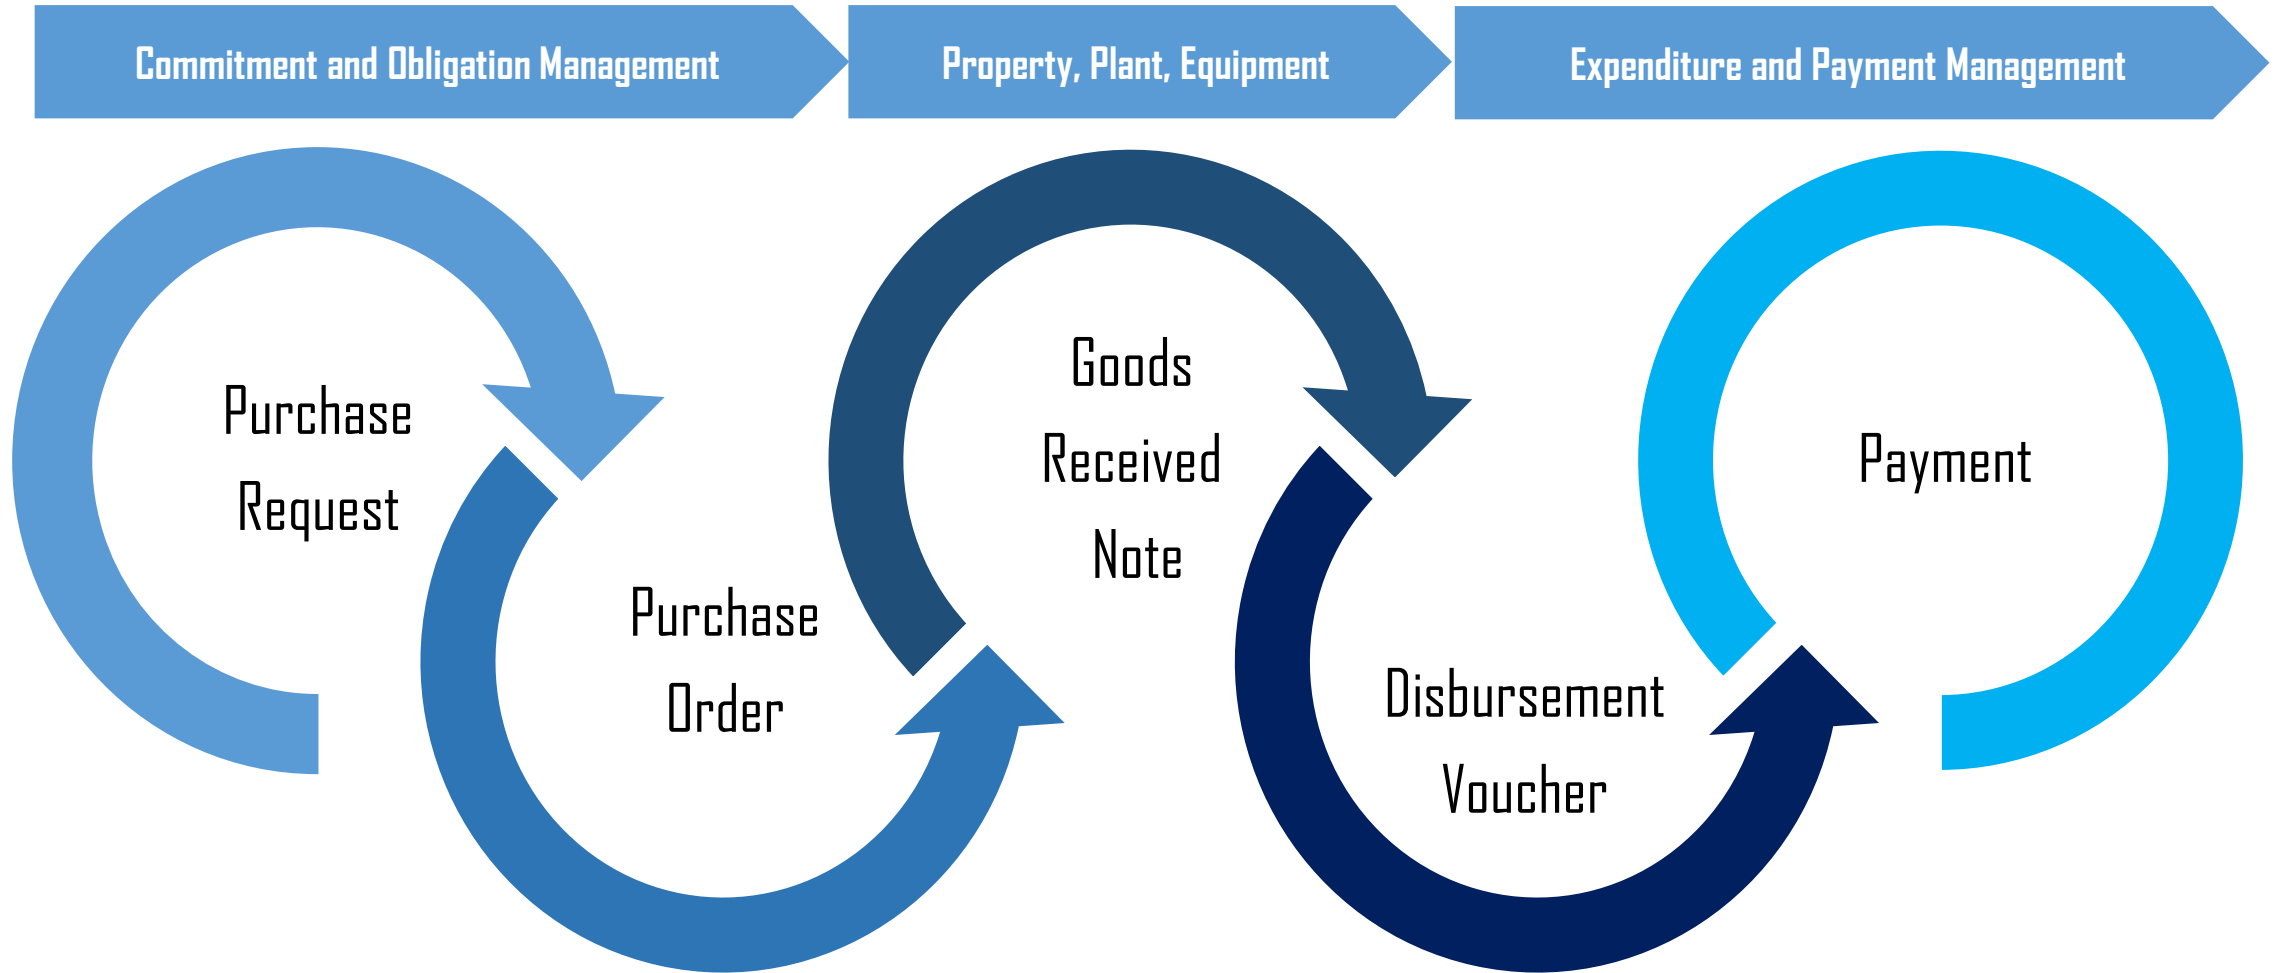 Commitment and Obligation Management
Property, Plant, Equipment
Expenditure and Payment Management
Purchase
Request
Purchase
Order
Goods
Received
Note
Disbursement
Voucher
Payment